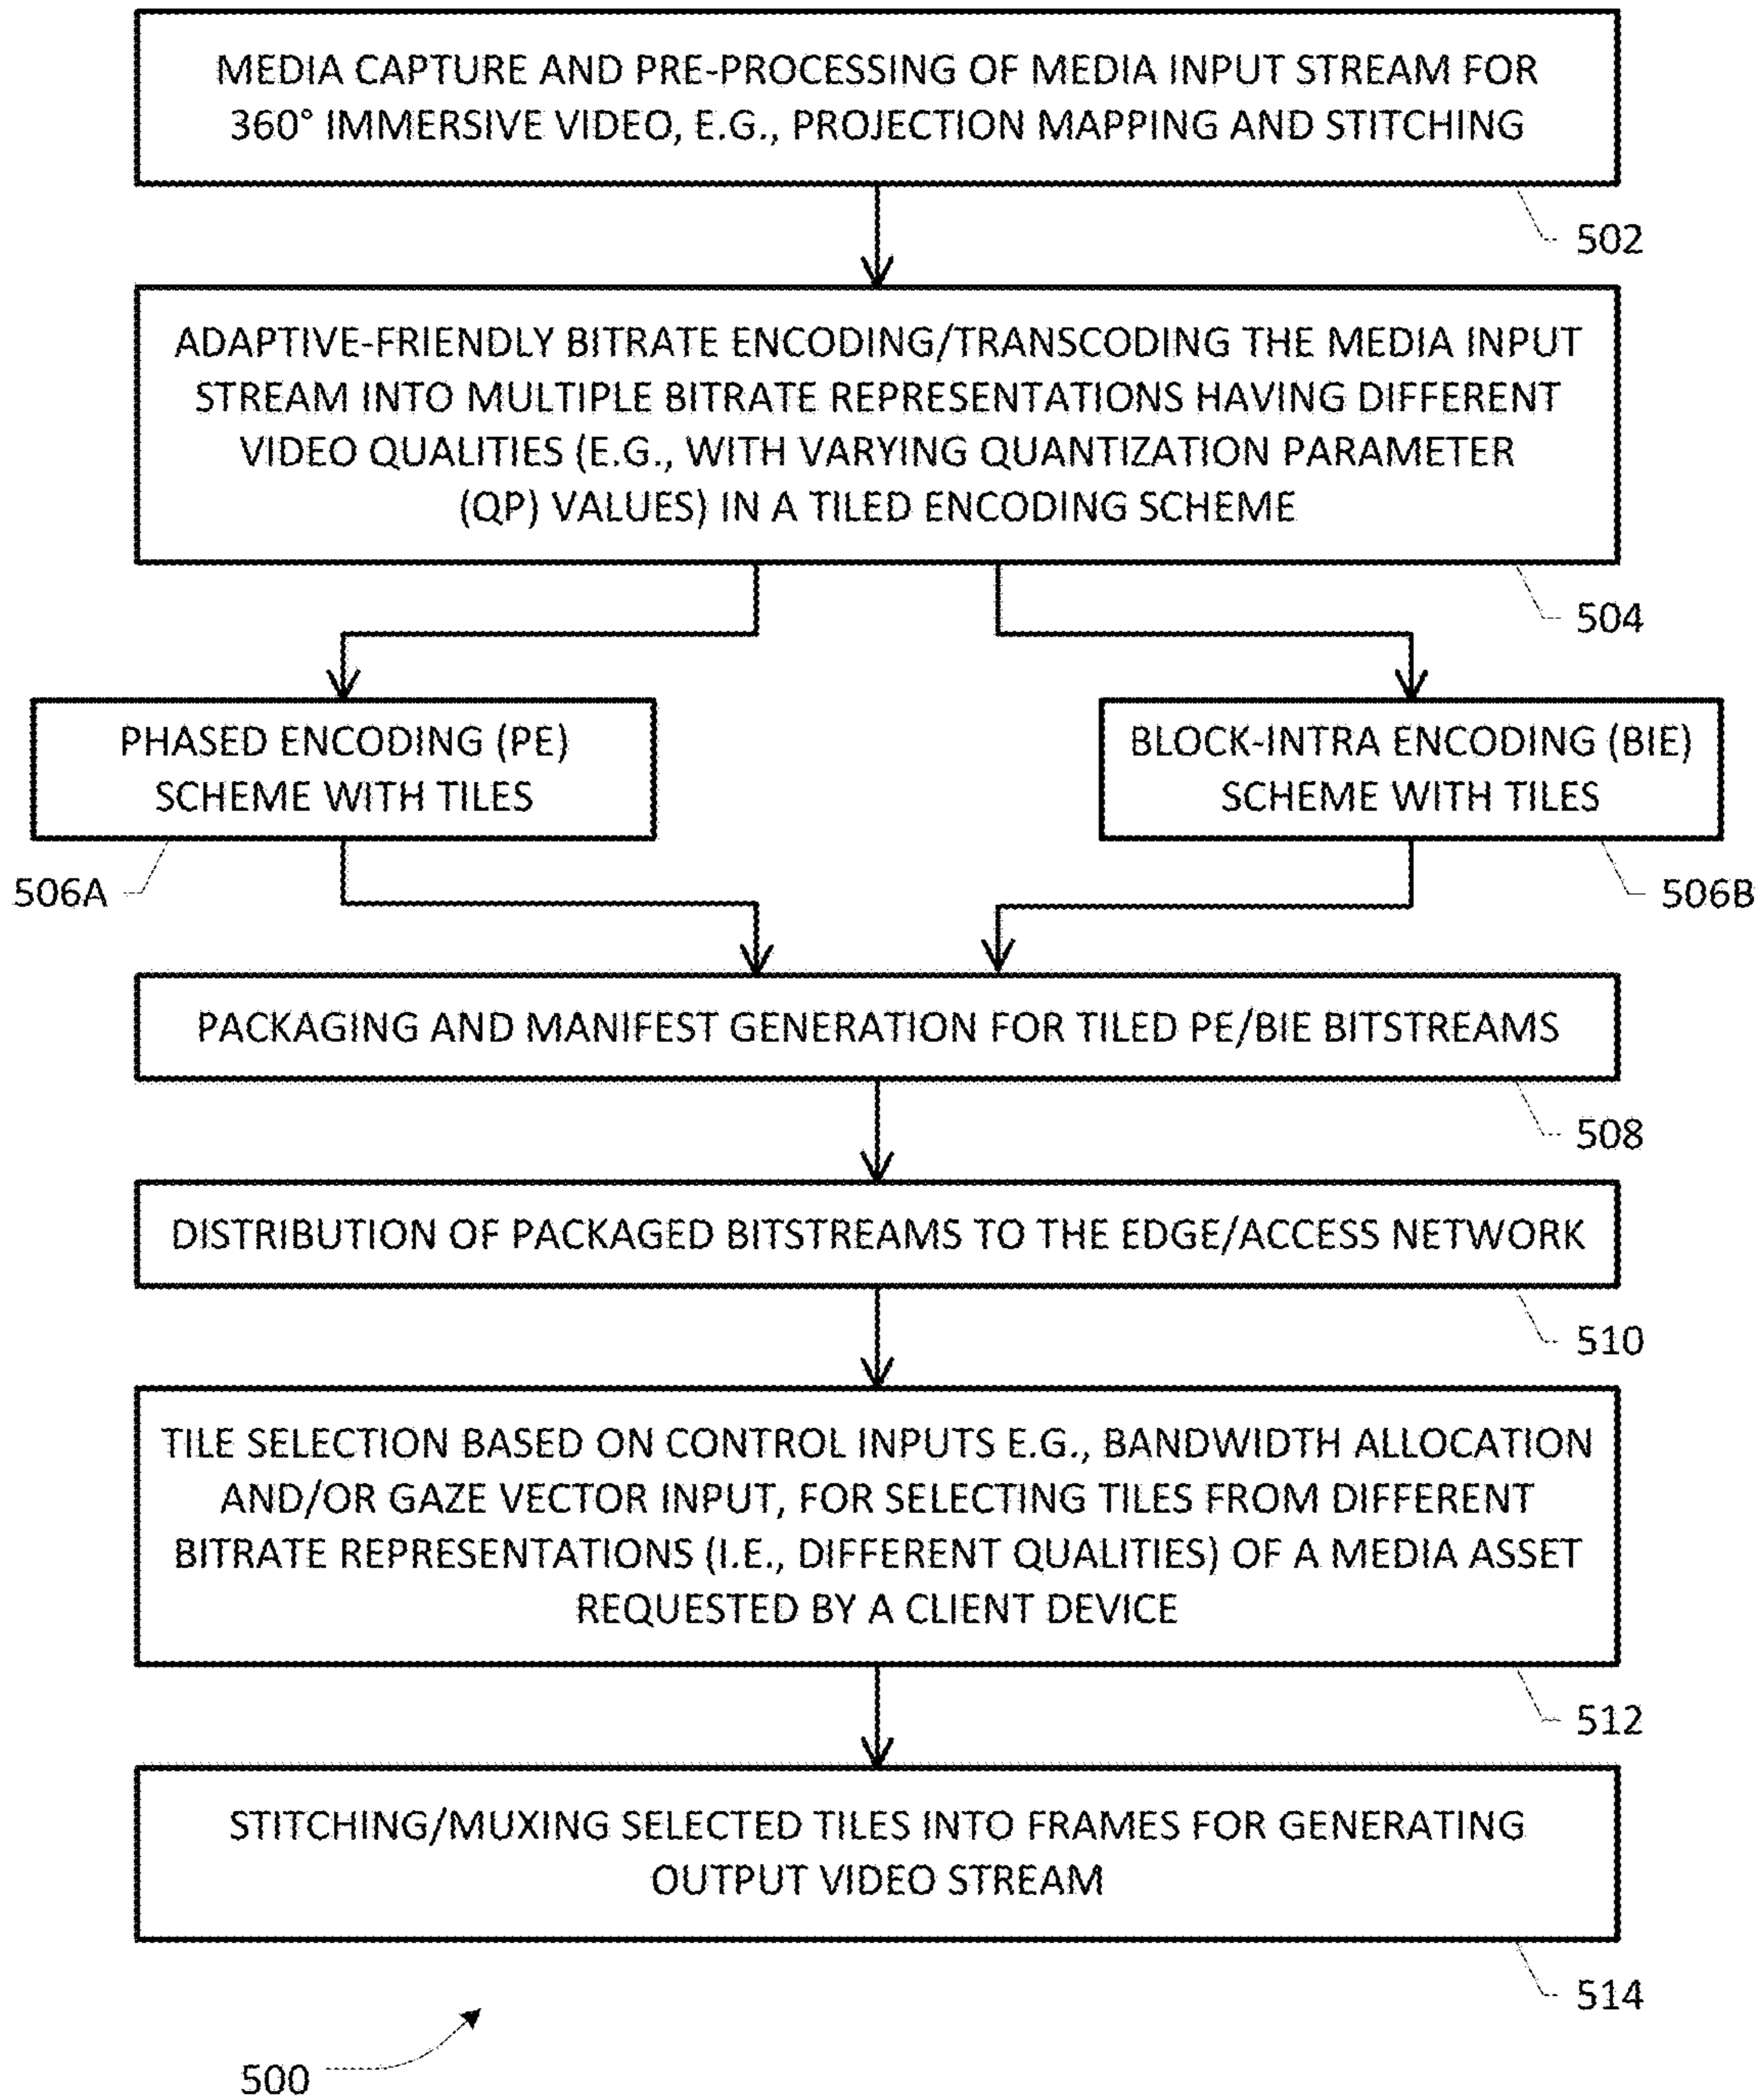 MEDIA CAPTURE AND PRE-PROCESSING OF MEDIA INPUT STREAM FOR
360° IMMERSIVE VIDEO, E.G., PROJECTION MAPPING AND STITCHING
502
ADAPTIVE-FRIENDLY BITRATE ENCODING/TRANSCODING THE MEDIA INPUT
STREAM INTO MULTIPLE BITRATE REPRESENTATIONS HAVING DIFFERENT
VIDEO QUALITIES (E.G., WITH VARYING QUANTIZATION PARAMETER
(QP) VALUES) IN A TILED ENCODING SCHEME
504
PHASED ENCODING (PE)
SCHEME WITH TILES
506A
BLOCK-INTRA ENCODING (BIE)
SCHEME WITH TILES
506B
PACKAGING AND MANIFEST GENERATION FOR TILED PE/BIE BITSTREAMS
508
DISTRIBUTION OF PACKAGED BITSTREAMS TO THE EDGE/ACCESS NETWORK
510
TILE SELECTION BASED ON CONTROL INPUTS E.G., BANDWIDTH ALLOCATION
AND/OR GAZE VECTOR INPUT, FOR SELECTING TILES FROM DIFFERENT
BITRATE REPRESENTATIONS (I.E., DIFFERENT QUALITIES) OF A MEDIA ASSET
REQUESTED BY A CLIENT DEVICE
512
STITCHING/MUXING SELECTED TILES INTO FRAMES FOR GENERATING
OUTPUT VIDEO STREAM
514
500